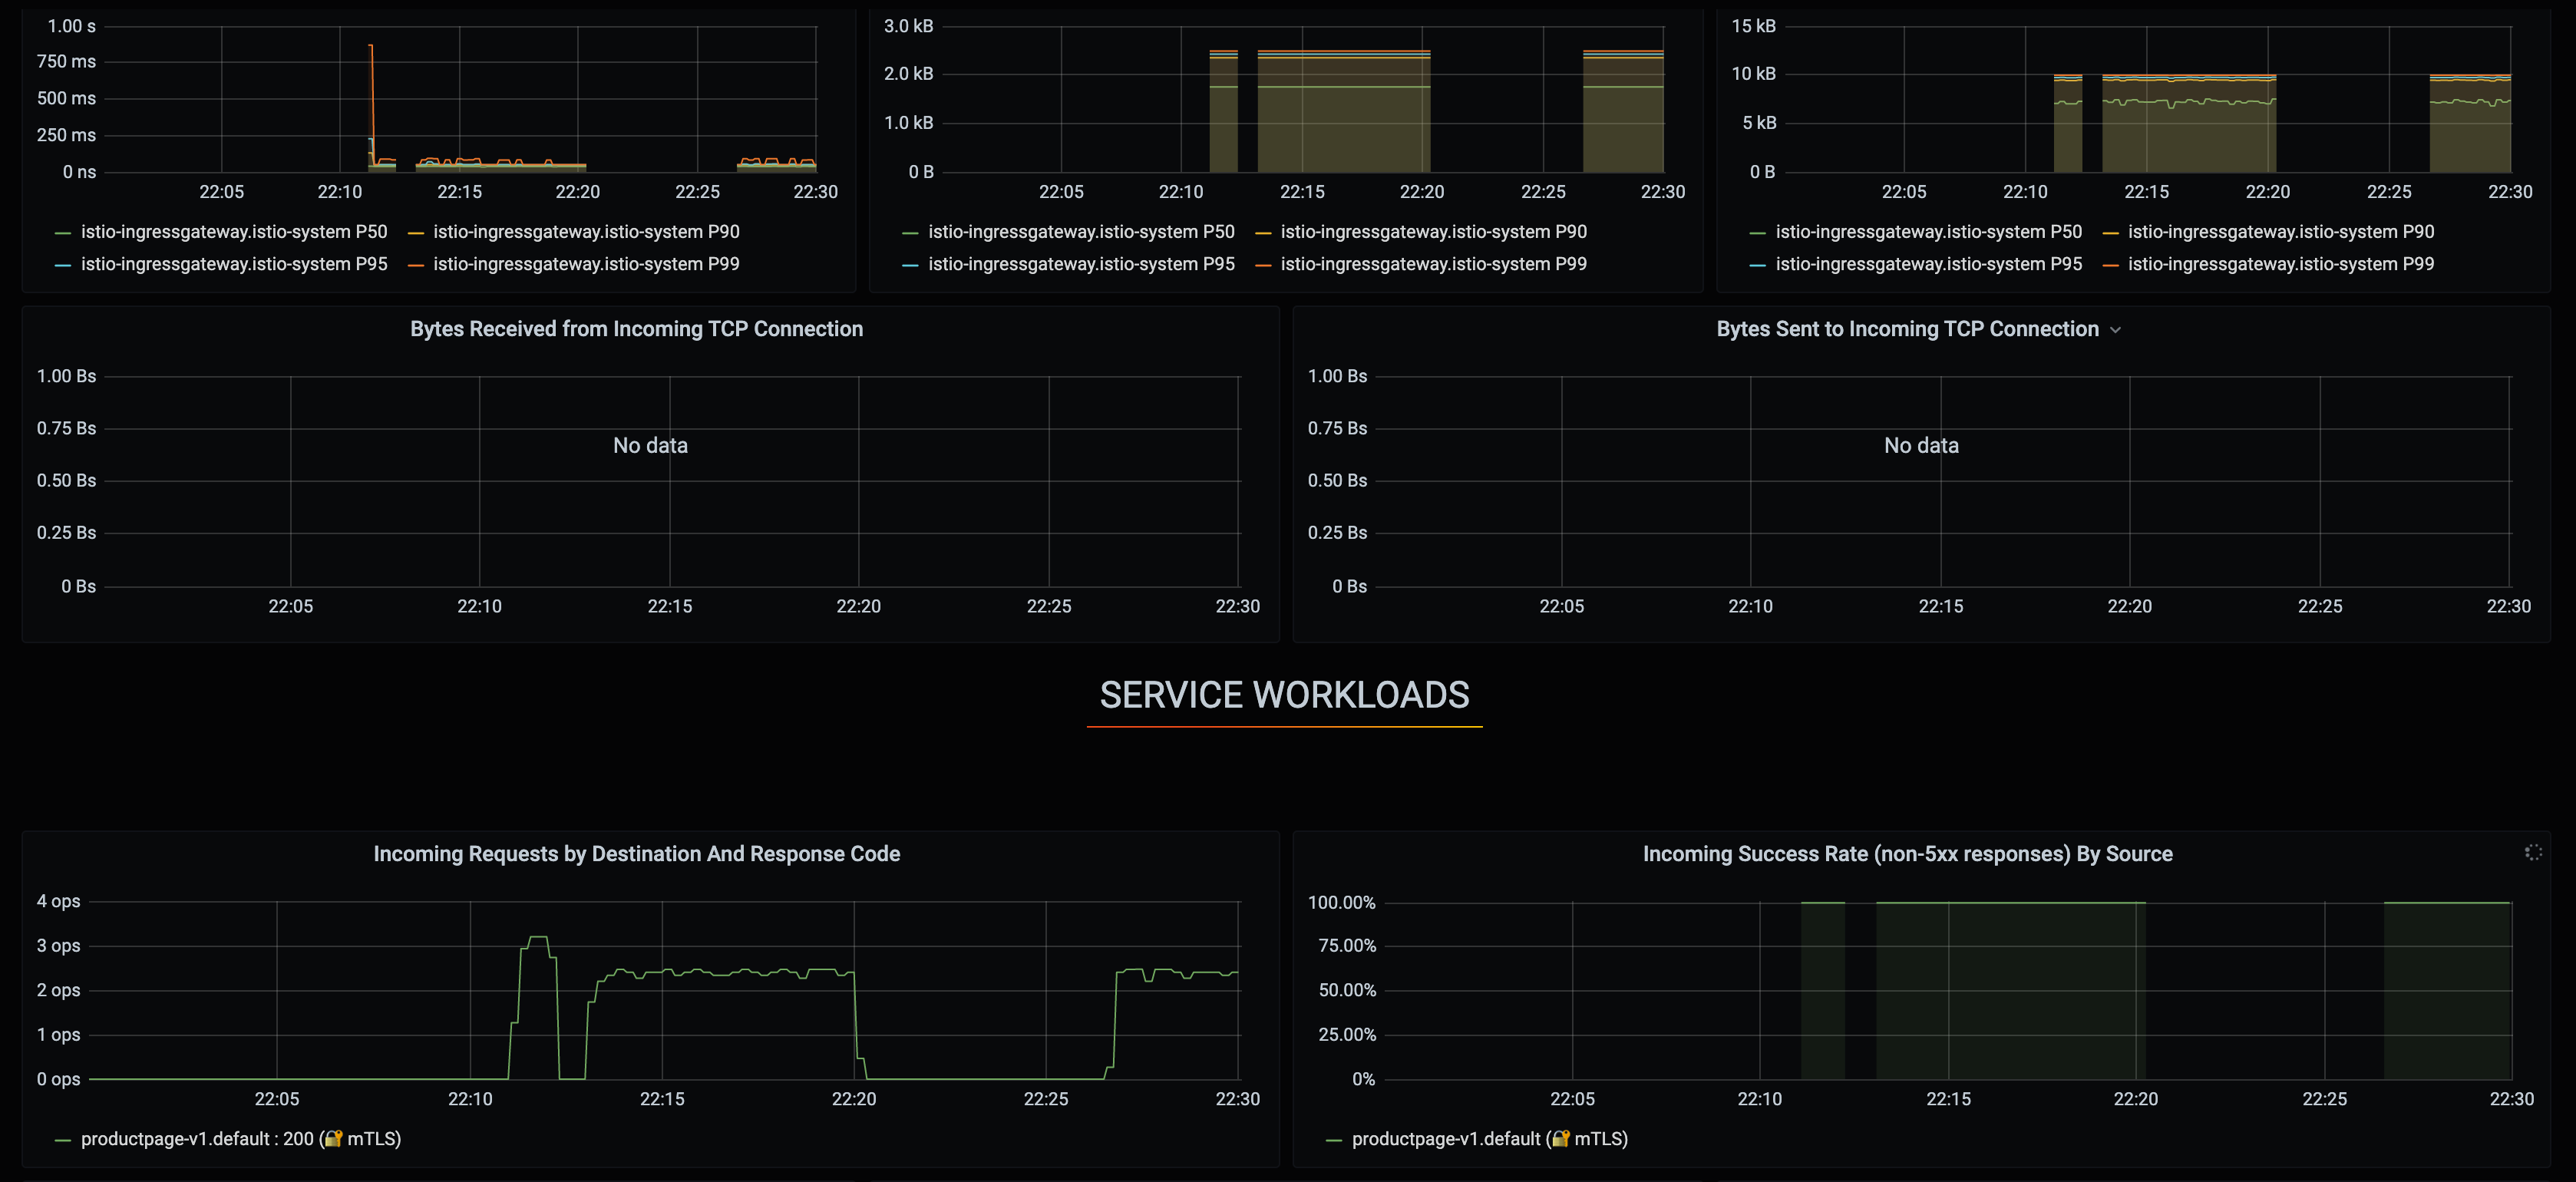 1.00 s
750 ms
500 ms
250 ms
0 ns
22:05 22:10 22:15 22:20 22:25 22:30
istio-ingressgateway.istio-system P50 istio-ingressgateway.istio-system P90
istio-ingressgateway.istio-system P95 istio-ingressgateway.istio-system P99
3.0 kB
2.0 kB
1.0 kB
0 B
22:05 22:10 22:15 22:20 22:25 22:30
istio-ingressgateway.istio-system P50 istio-ingressgateway.istio-system P90
istio-ingressgateway.istio-system P95 istio-ingressgateway.istio-system P99
15 kB
10 kB
5 kB
0 B
22:05 22:10 22:15 22:20 22:25 22:30
istio-ingressgateway.istio-system P50 istio-ingressgateway.istio-system P90
istio-ingressgateway.istio-system P95 istio-ingressgateway.istio-system P99
Bytes Received from Incoming TCP Connection
1.00 Bs
0.75 Bs
No data
0.50 Bs
0.25 Bs
0 Bs
22:05 22:10 22:15 22:20 22:25 22:30
Bytes Sent to Incoming TCP Connection
1.00 Bs
0.75 Bs
No data
0.50 Bs
0.25 Bs
0 Bs
22:05 22:10 22:15 22:20 22:25 22:30
SERVICE WORKLOADS
Incoming Requests by Destination And Response Code
4 ops
3 ops
2 ops
1 ops
0 ops
22:05 22:10 22:15 22:20 22:25 22:30
productpage-v1.default : 200 (🔐 mTLS)
Incoming Success Rate (non-5xx responses) By Source
100.00%
75.00%
50.00%
25.00%
0%
22:05 22:10 22:15 22:20 22:25 22:30
productpage-v1.default (🔐 mTLS)